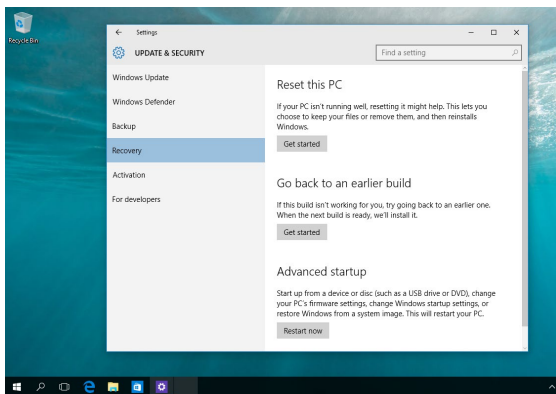 Recycle Bin
Settings
UPDATE & SECURITY
Find a setting
Windows Update
Windows Defender
Backup
Recovery
Activation
For developers
Reset this PC
If your PC isn't running well, resetting it might help. This lets you
choose to keep your files or remove them, and then reinstalls
Windows.
Get started
Go back to an earlier build
If this build isn't working for you, try going back to an earlier one.
When the next build is ready, we'll install it.
Get started
Advanced startup
Start up from a device or disc (such as a USB drive or DVD), change
your PC's firmware settings, change Windows startup settings, or
restore Windows from a system image. This will restart your PC.
Restart now